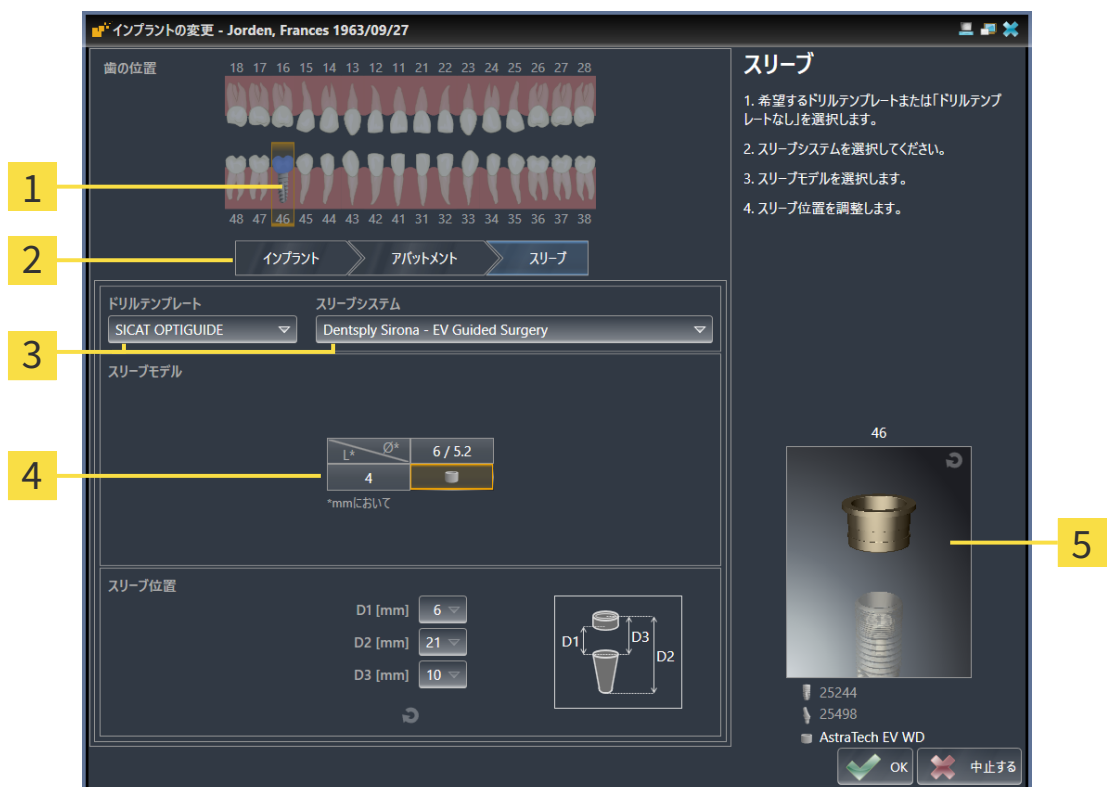 インプラントの変更 - Jorden, Frances 1963/09/27
歯の位置
18 17 16 15 14 13 12 11 21 22 23 24 25 26 27 28
1
48 47 46 45 44 43 42 41 31 32 33 34 35 36 37 38
2
インプラント アバットメント スリーブ
ドリルテンプレート スリーブシステム
SICAT OPTIGUIDE Dentsply Sirona - EV Guided Surgery
3
スリーブモデル
L* Ø* 6 / 5.2
4
4
*mmにおいて
スリーブ位置
D1 [mm] 6
D2 [mm] 21
D3 [mm] 10
D1 D3
D2
スリーブ
1. 希望するドリルテンプレートまたは「ドリルテンプ
レートなし」を選択します。
2. スリーブシステムを選択してください。
3. スリーブモデルを選択します。
4. スリーブ位置を調整します。
46
5
25244
25498
AstraTech EV WD
OK 中止する